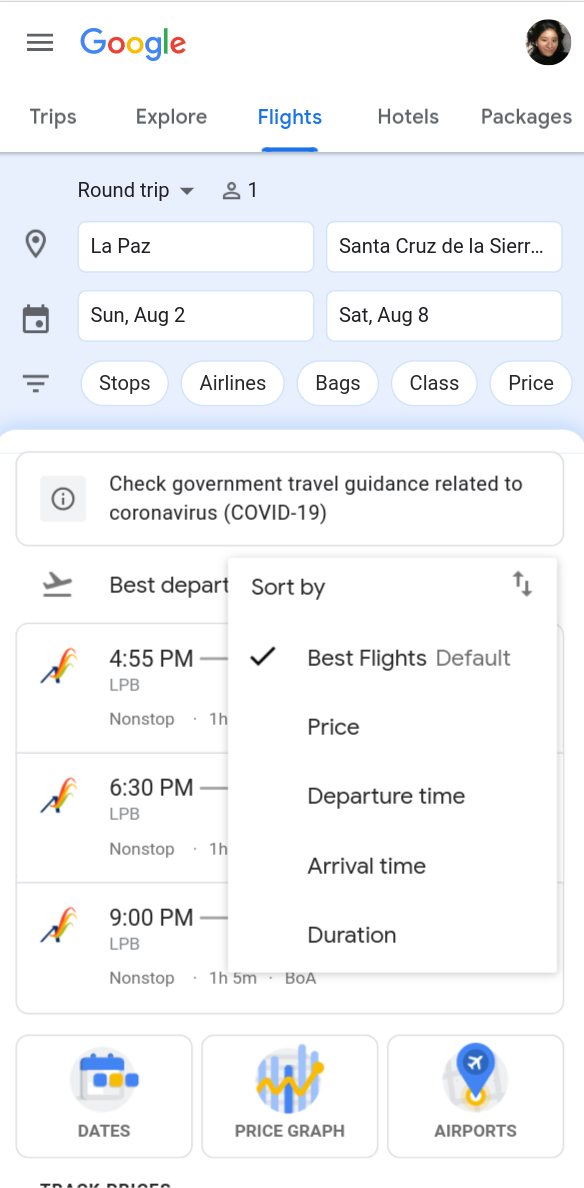 Google
Trips Explore Flights Hotels Packages
Round trip 1
La Paz Santa Cruz de la Sierr...
Sun, Aug 2 Sat, Aug 8
Stops Airlines Bags Class Price
Check government travel guidance related to
coronavirus (COVID-19)
Best depart
Sort by
Best Flights Default
Price
Departure time
Arrival time
Duration
4:55 PM
LPB
Nonstop · 1h
6:30 PM
LPB
Nonstop · 1h
9:00 PM
LPB
Nonstop · 1h 5m · BoA
DATES PRICE GRAPH AIRPORTS
TRACK PRICES